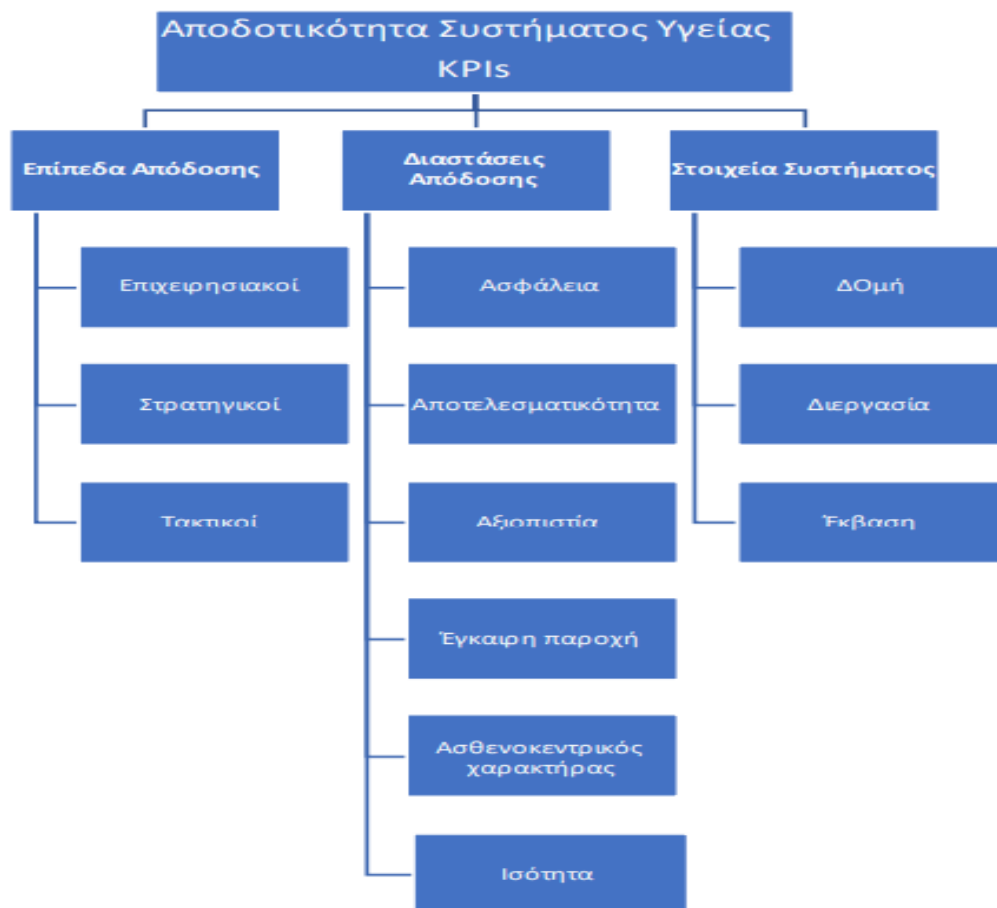 Αποδοτικότητα Συστήματος Υγείας
KPIs
Επίπεδα Απόδοσης
Διαστάσεις
Απόδοσης
Στοιχεία Συστήματος
Επιχειρησιακοί
Στρατηγικοί
Τακτικοί
Ασφάλεια
Αποτελεσματικότητα
Αξιοπιστία
Έγκαιρη παροχή
Ασθενοκεντρικός
χαρακτήρας
Ισότητα
ΔΟμή
Διεργασία
Έκβαση